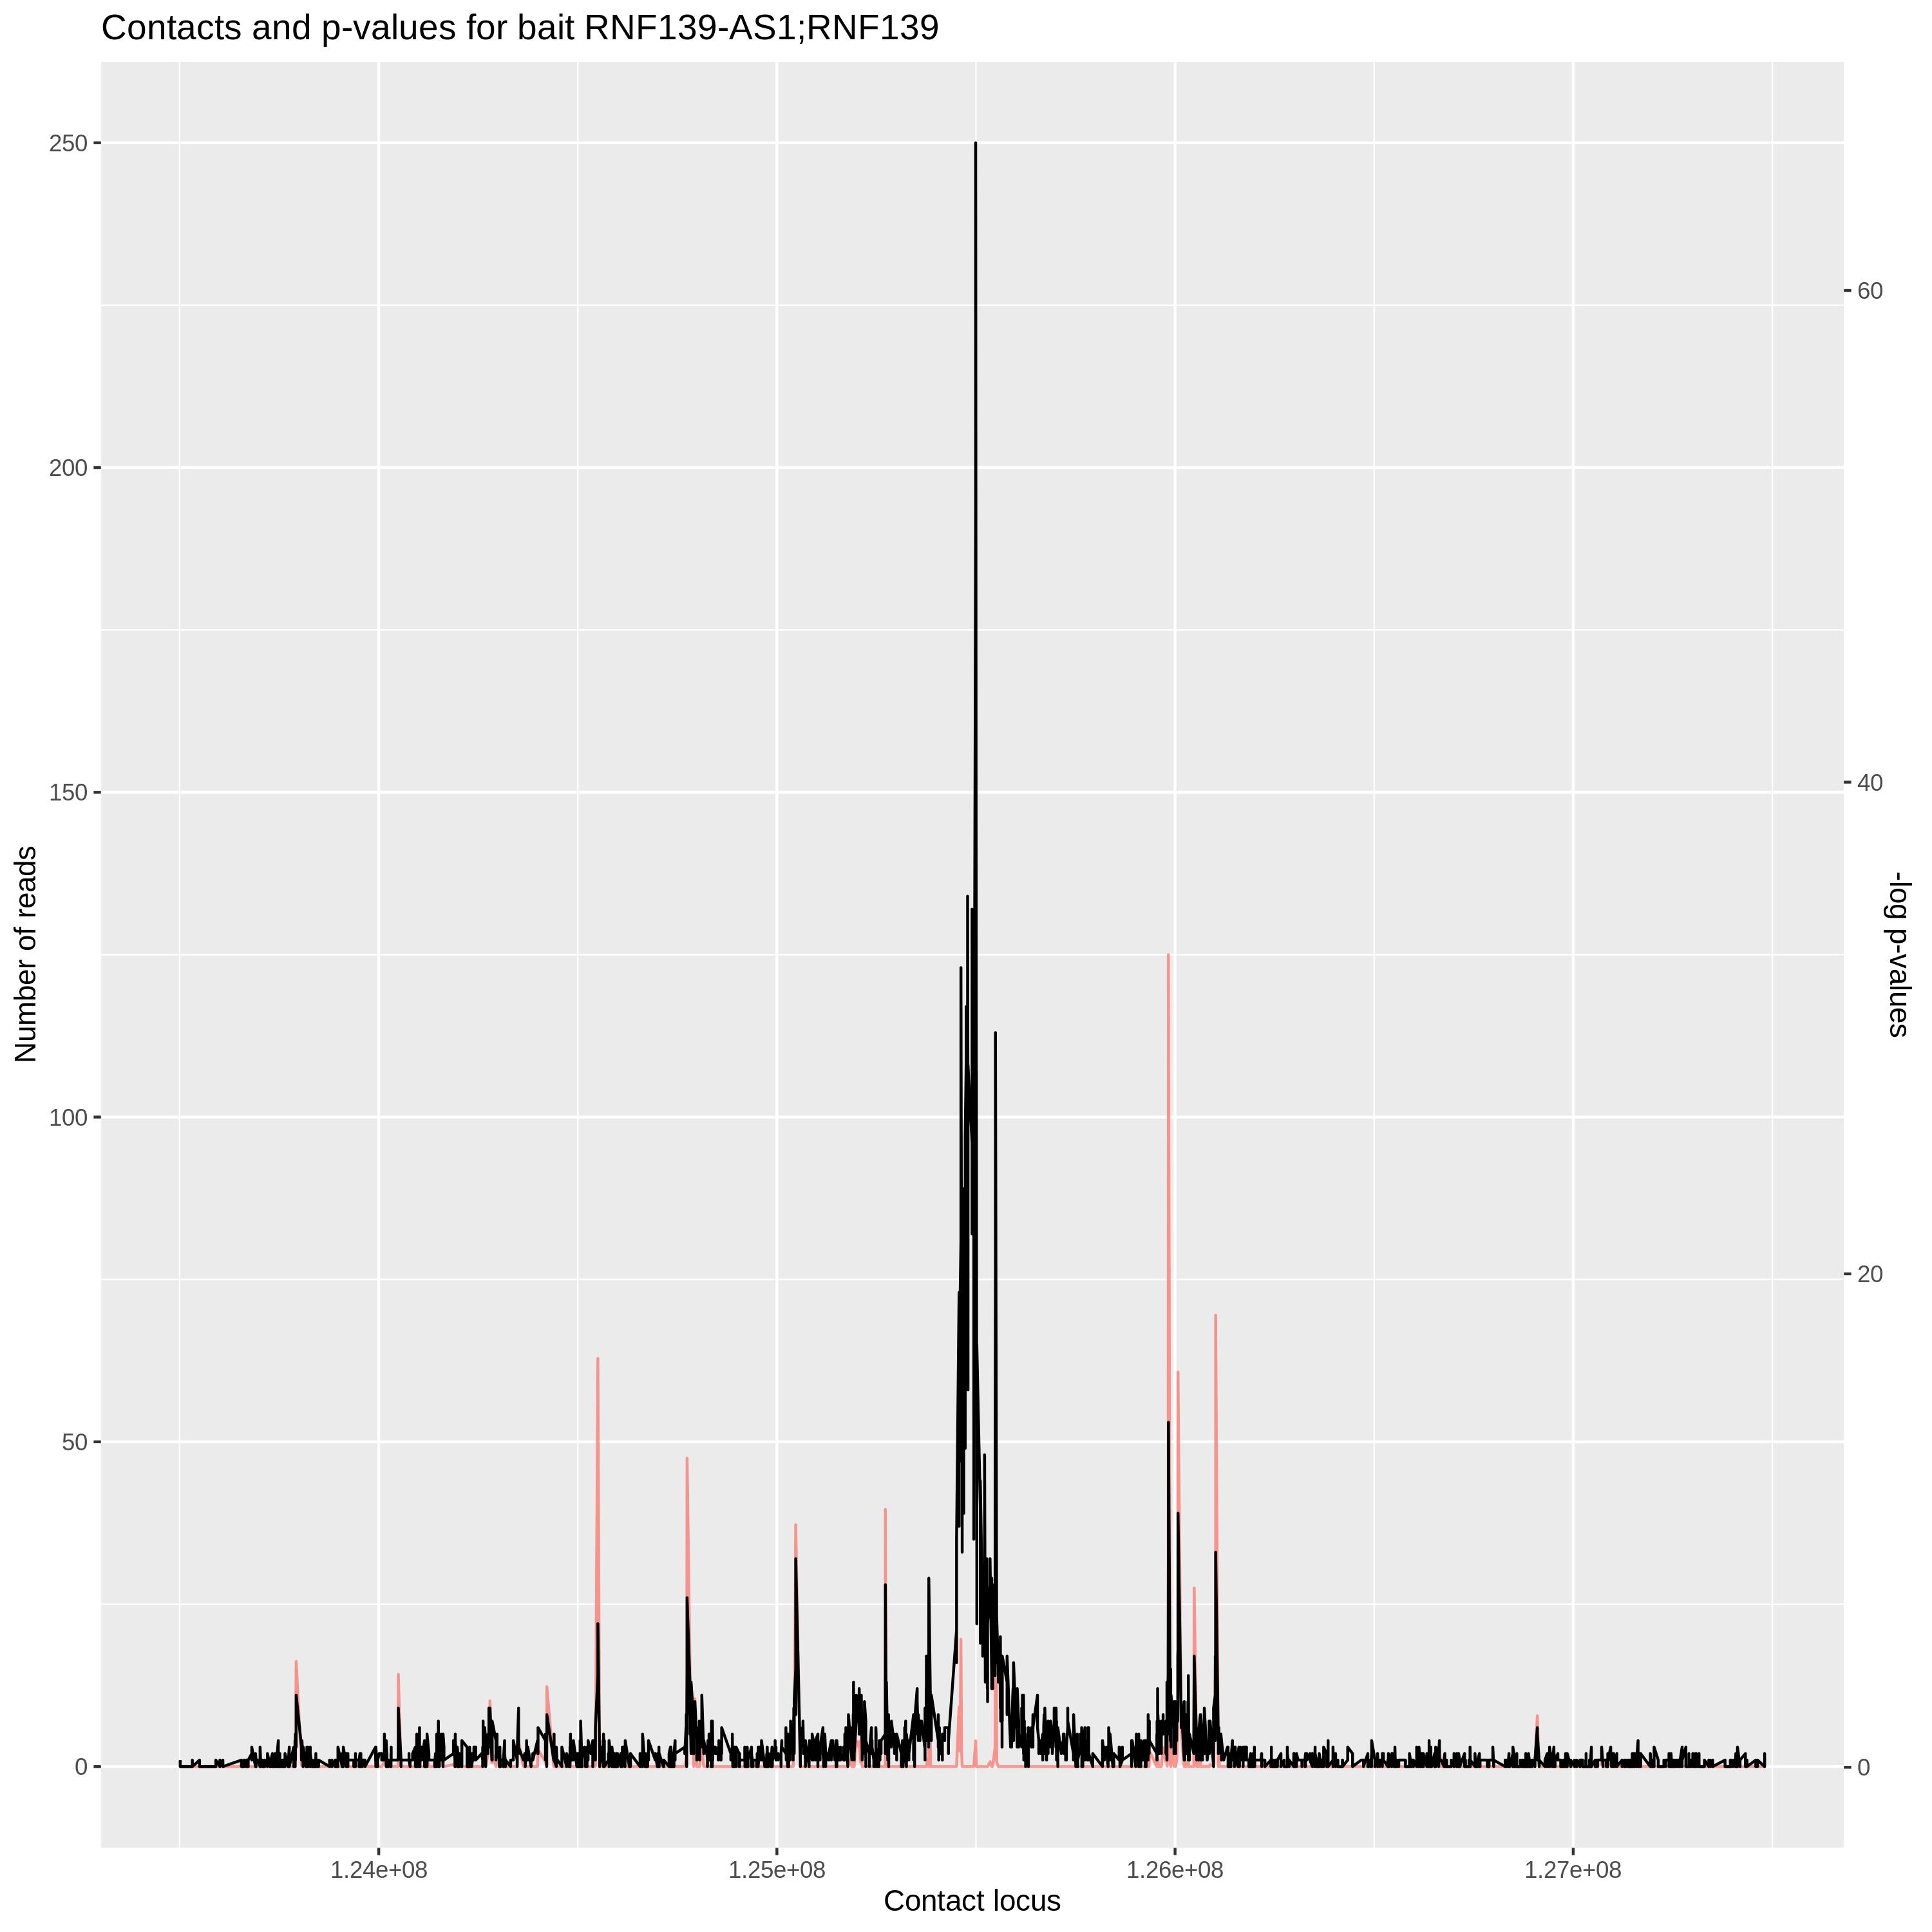 Contacts and p-values for bait RNF139-AS1;RNF139
250
200
150
100
50
0
Number of reads
60
40
20
0
-log p-values
1.24e+08
1.25e+08
1.26e+08
1.27e+08
Contact locus